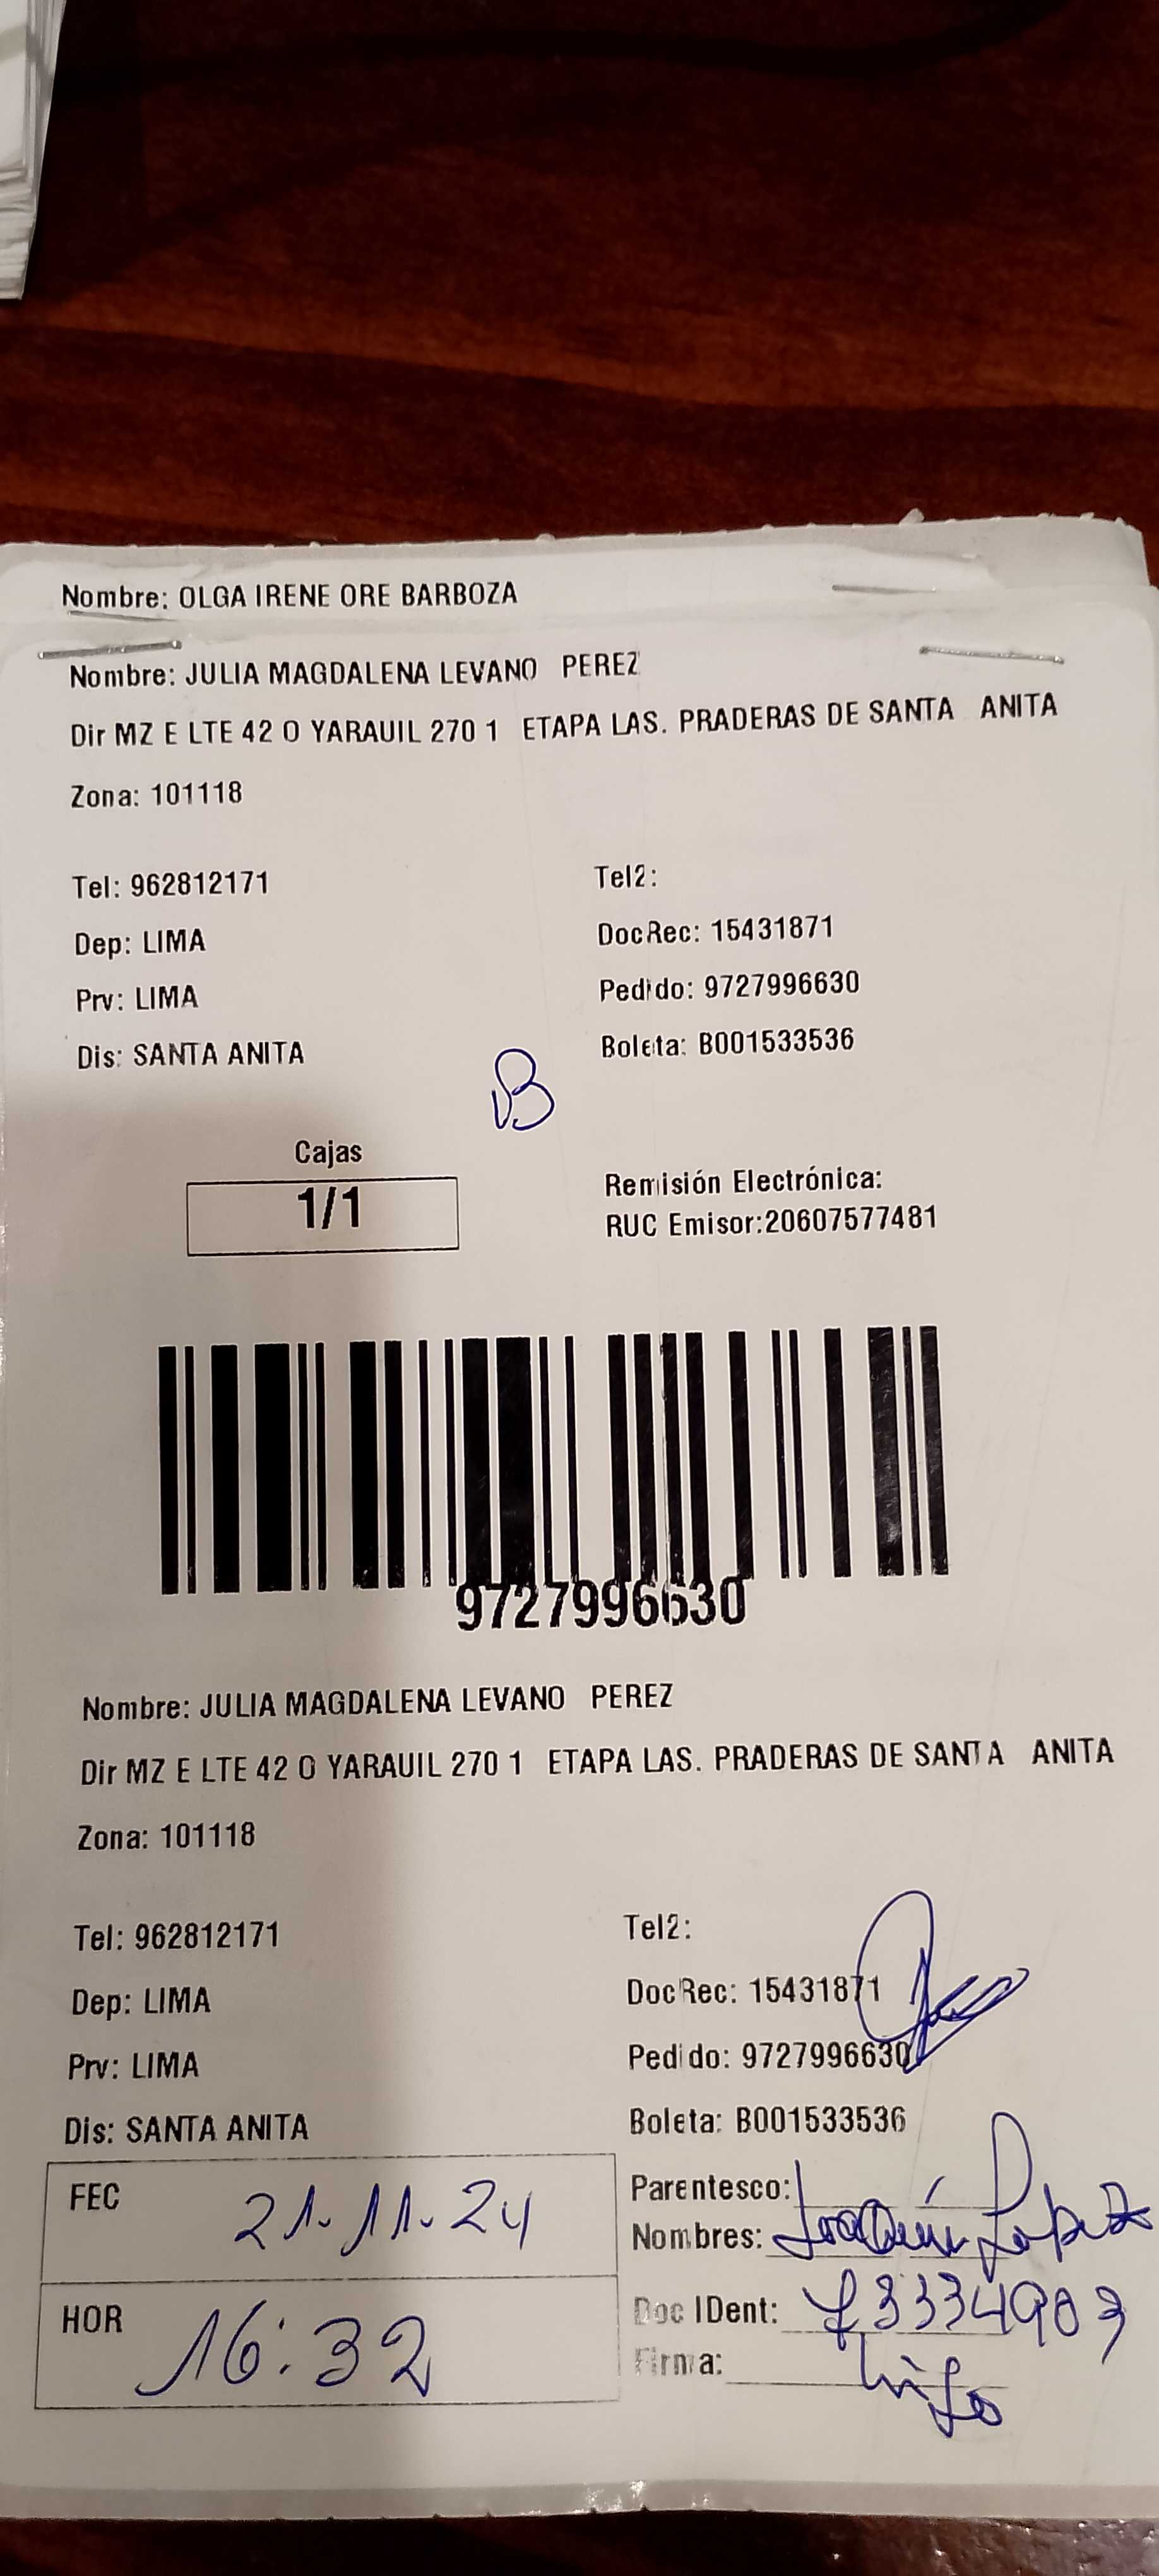 Nombre: OLGA IRENE ORE BARBOZA
Nombre: JULIA MAGDALENA LEVANO PEREZ
Dir MZ E LTE 42 O YARAUIL 270 1 ETAPA LAS. PRADERAS DE SANTA ANITA
Zona: 101118
Tel: 962812171 Tel2:
Dep: LIMA DocRec: 15431871
Prv: LIMA Pedido: 9727996630
Dis: SANTA ANITA Boleta: B001533536
Cajas
1/1
Remisión Electrónica:
RUC Emisor:20607577481
9727996630
Nombre: JULIA MAGDALENA LEVANO PEREZ
Dir MZ E LTE 42 O YARAUIL 270 1 ETAPA LAS. PRADERAS DE SANTA ANITA
Zona: 101118
Tel: 962812171 Tel2:
Dep: LIMA DocRec: 15431871
Prv: LIMA Pedido: 9727996630
Dis: SANTA ANITA Boleta: B001533536
FEC 21.11.24
HOR 16:32
Parentesco:
Nombres: Joaquín Lopez
Doc IDent:
Firma: